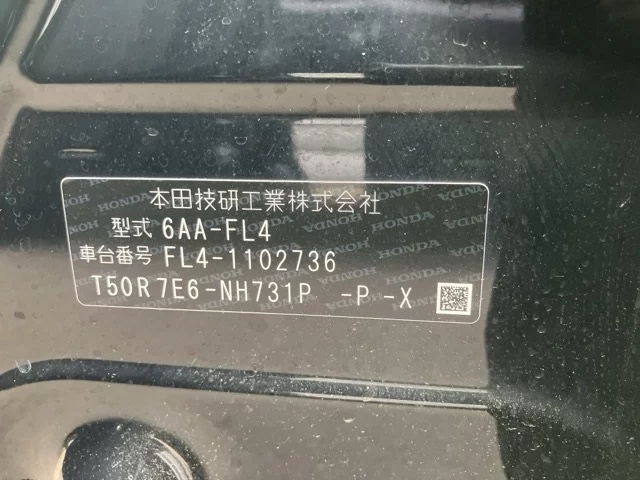 本田技研工業株式会社
型式 6AA-FL4
車台番号 FL4-1102736
T50R7E6-NH731P -P -X